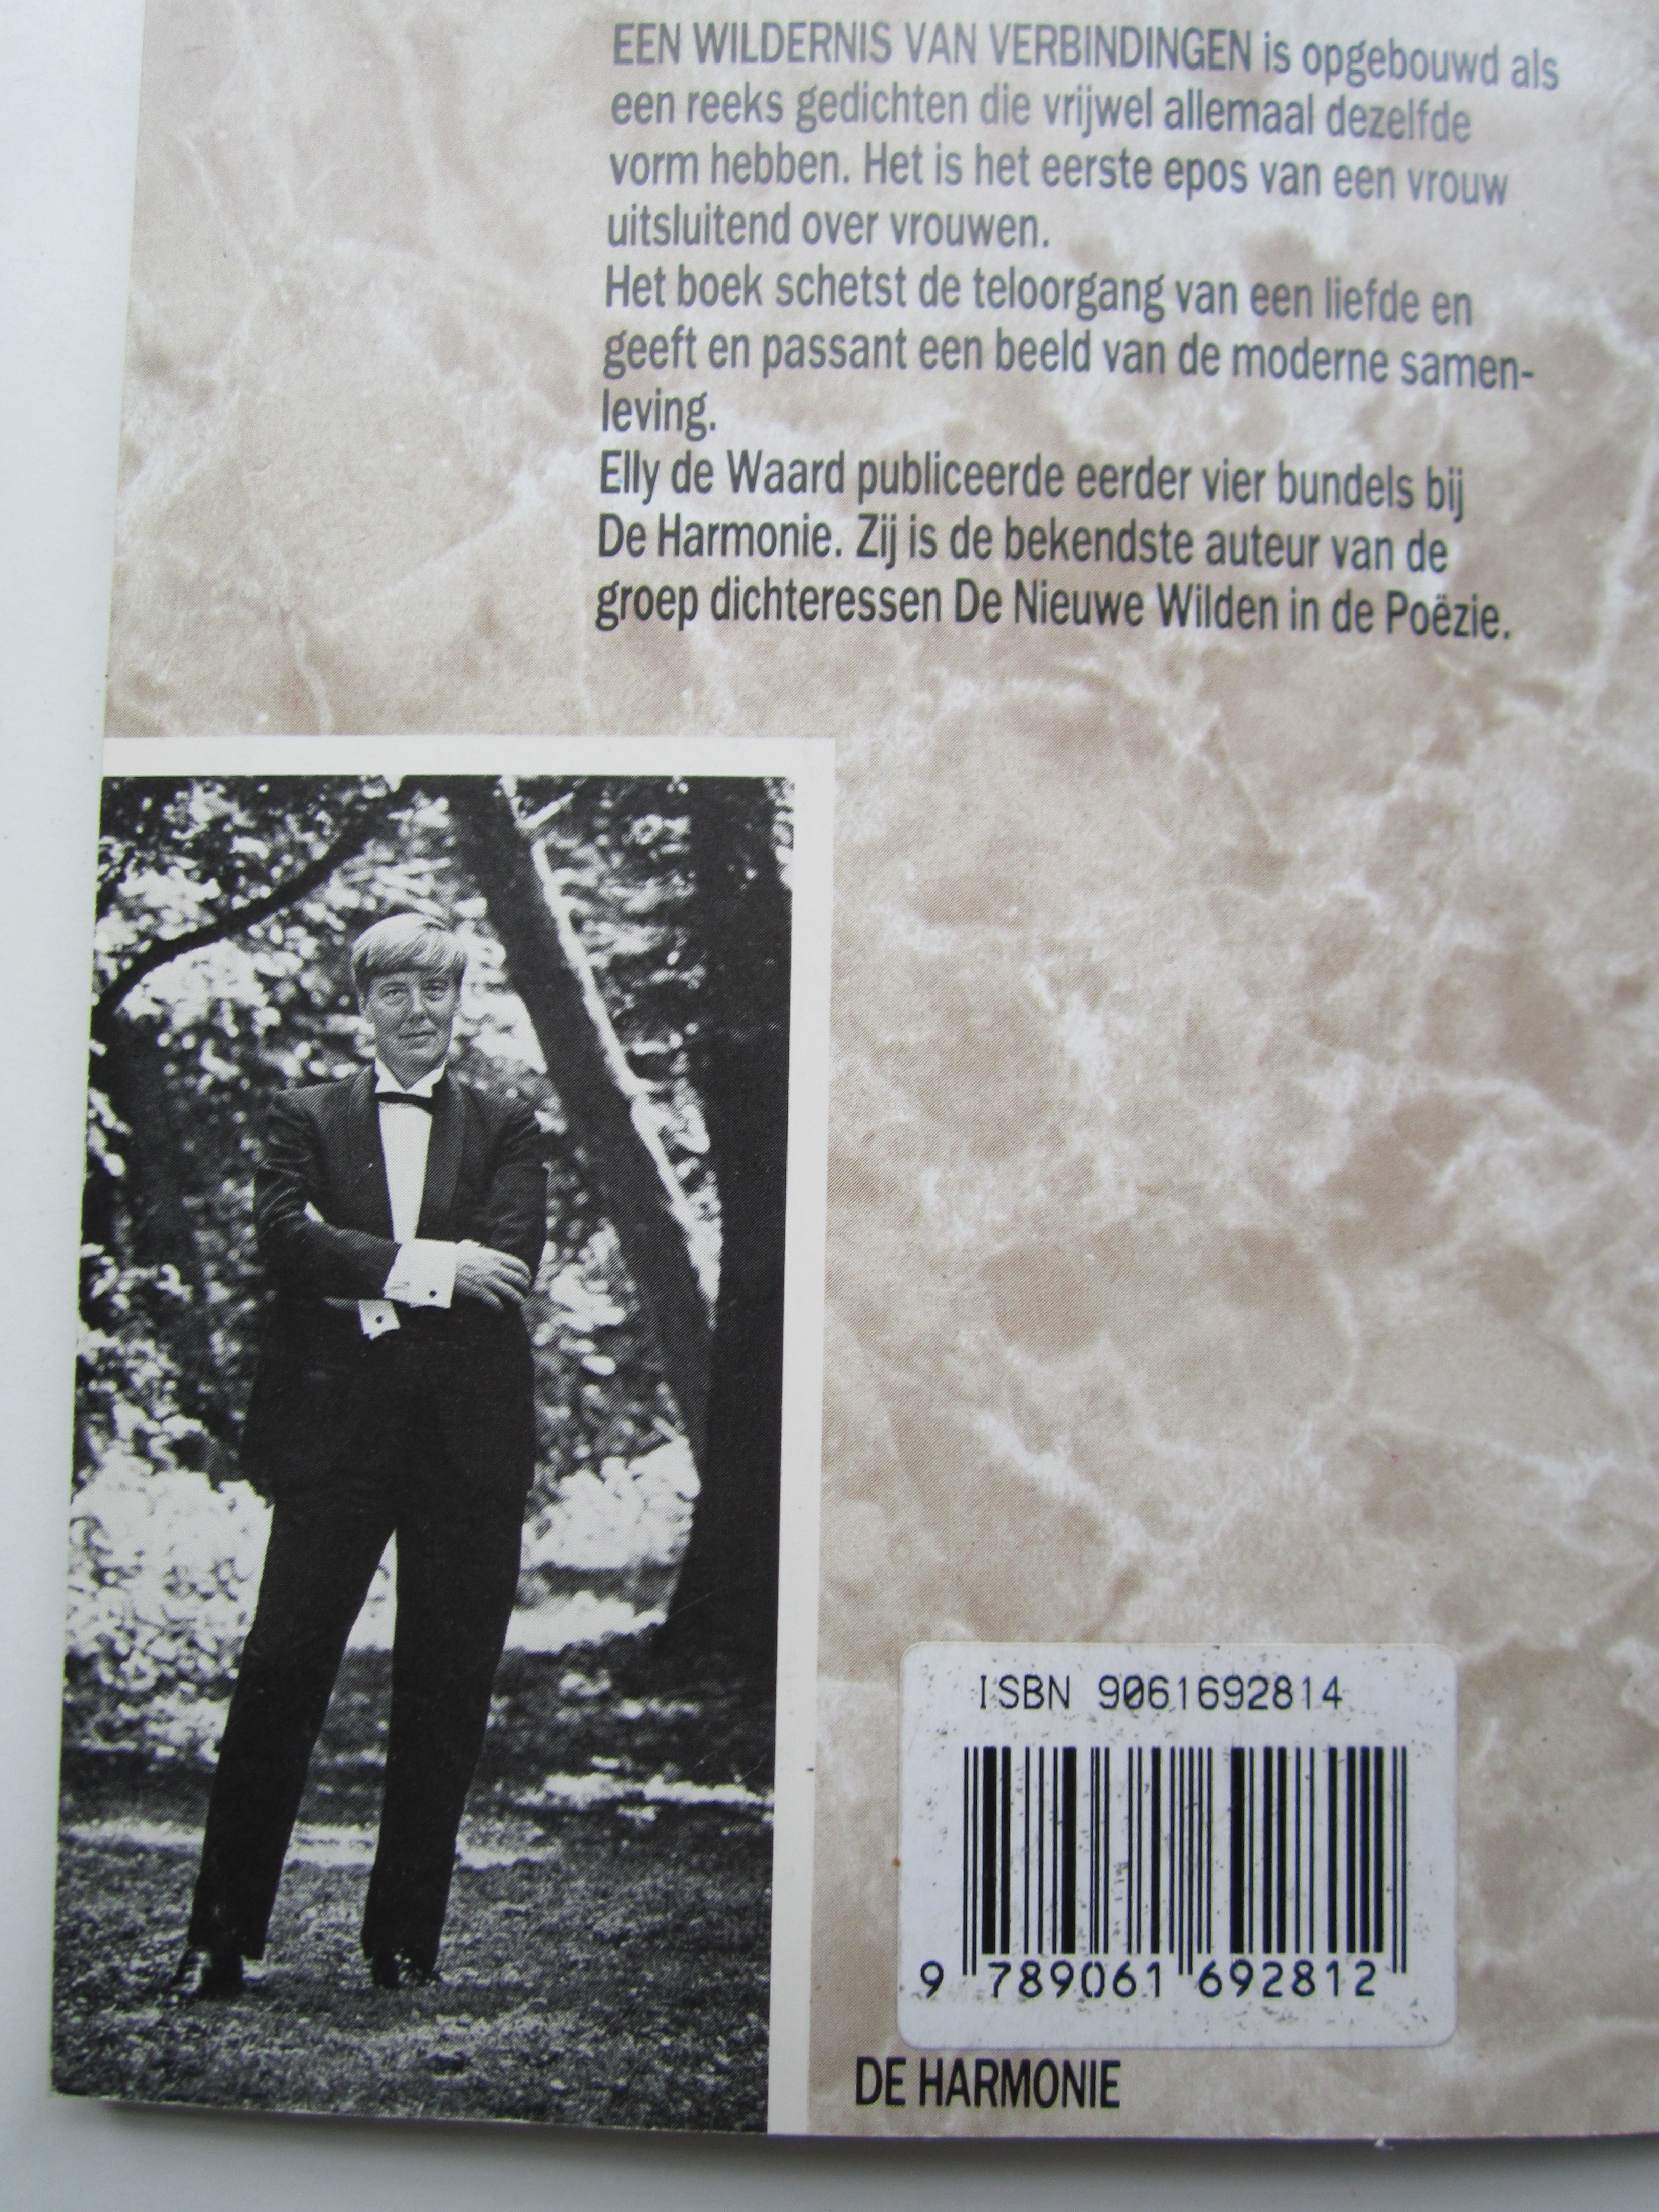 EEN WILDERNIS VAN VERBINDINGEN is opgebouwd als
een reeks gedichten die vrijwel allemaal dezelfde
vorm hebben. Het is het eerste epos van een vrouw
uitsluitend over vrouwen.
Het boek schetst de teloorgang van een liefde en
geeft en passant een beeld van de moderne samen-
leving.
Elly de Waard publiceerde eerder vier bundels bij
De Harmonie. Zij is de bekendste auteur van de
groep dichteressen De Nieuwe Wilden in de Poëzie.
ISBN 9061692814
9 789061 692812
DE HARMONIE